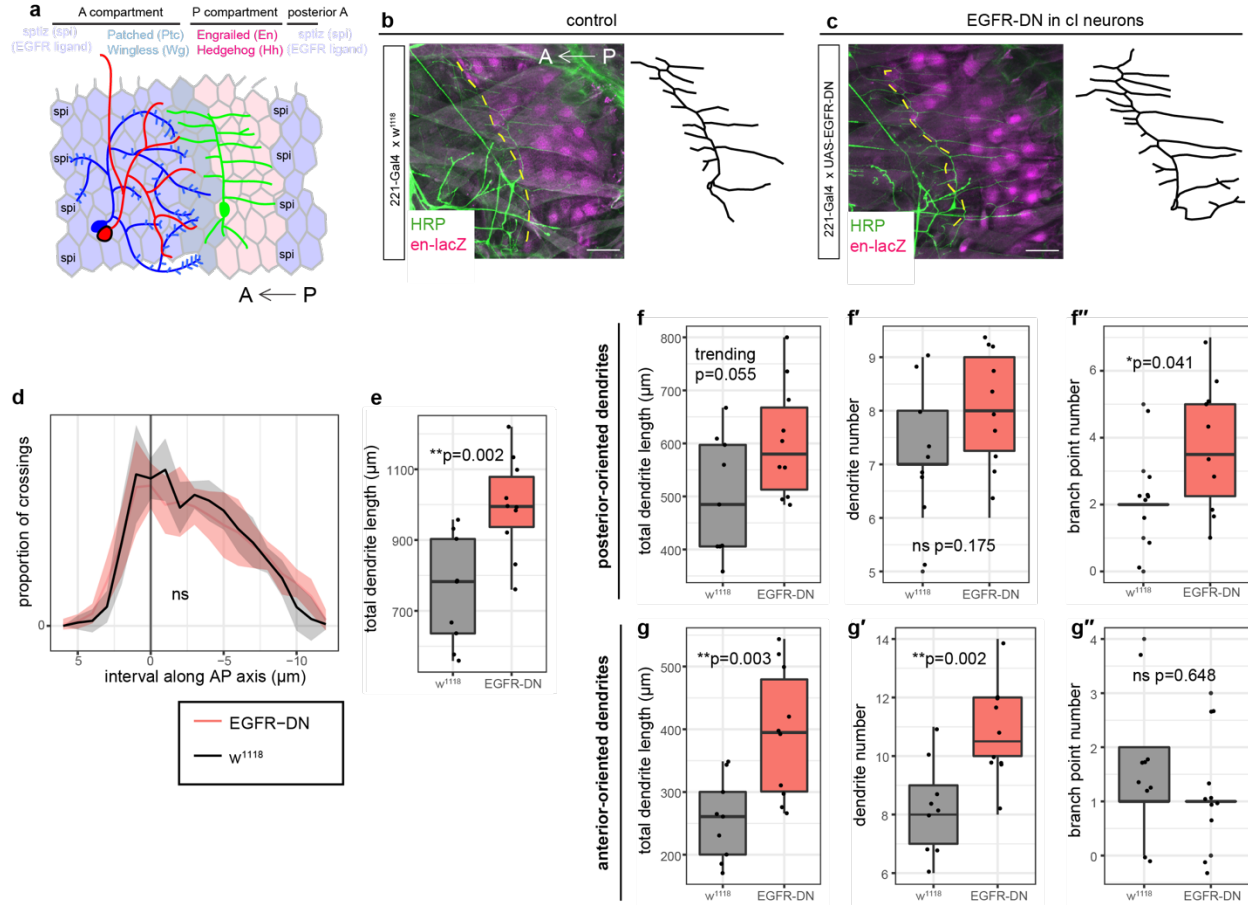 a
A compartment
P compartment
posterior A
spitz (spi)
(EGFR ligand)
Patched (Ptc)
Wingless (Wg)
Engrailed (En)
Hedgehog (Hh)
spitz (spi)
(EGFR ligand)
spi
spi
spi
spi
spi
spi
spi
spi
A ← P
b
control
221-Gal4 x w1118
A ← P
HRP
en-lacZ
c
EGFR-DN in cI neurons
221-Gal4 x UAS-EGFR-DN
HRP
en-lacZ
d
proportion of crossings
0
ns
5 0 -5 -10
interval along AP axis (µm)
EGFR−DN
w1118
e
total dendrite length (µm)
**p=0.002
1100
900
700
w1118 EGFR-DN
posterior-oriented dendrites
f
total dendrite length (µm)
trending
p=0.055
800
700
600
500
400
w1118 EGFR-DN
f′
dendrite number
9
8
7
6
5
ns p=0.175
w1118 EGFR-DN
f″
branch point number
*p=0.041
6
4
2
0
w1118 EGFR-DN
anterior-oriented dendrites
g
total dendrite length (µm)
**p=0.003
500
400
300
200
w1118 EGFR-DN
g′
dendrite number
**p=0.002
14
12
10
8
6
w1118 EGFR-DN
g″
branch point number
ns p=0.648
4
3
2
1
0
w1118 EGFR-DN